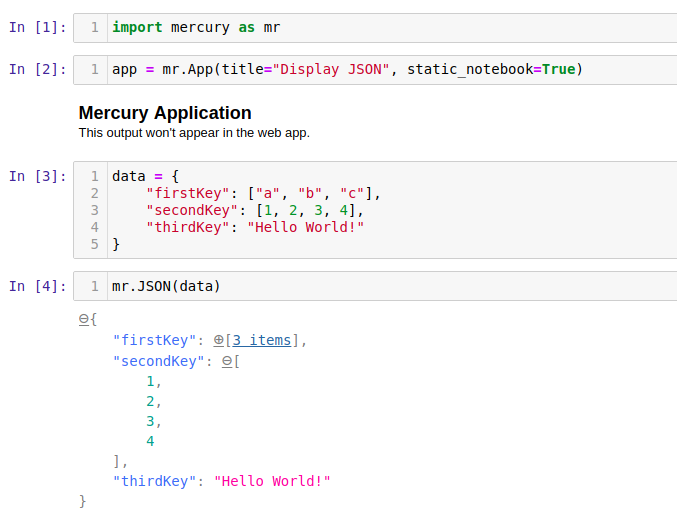 In [1]: 1 import mercury as mr
In [2]: 1 app = mr.App(title="Display JSON", static_notebook=True)
Mercury Application
This output won't appear in the web app.
In [3]: 1 data = {
2     "firstKey": ["a", "b", "c"],
3     "secondKey": [1, 2, 3, 4],
4     "thirdKey": "Hello World!"
5 }
In [4]: 1 mr.JSON(data)
⊖{
    "firstKey": ⊕[3 items],
    "secondKey": ⊖[
        1,
        2,
        3,
        4
    ],
    "thirdKey": "Hello World!"
}